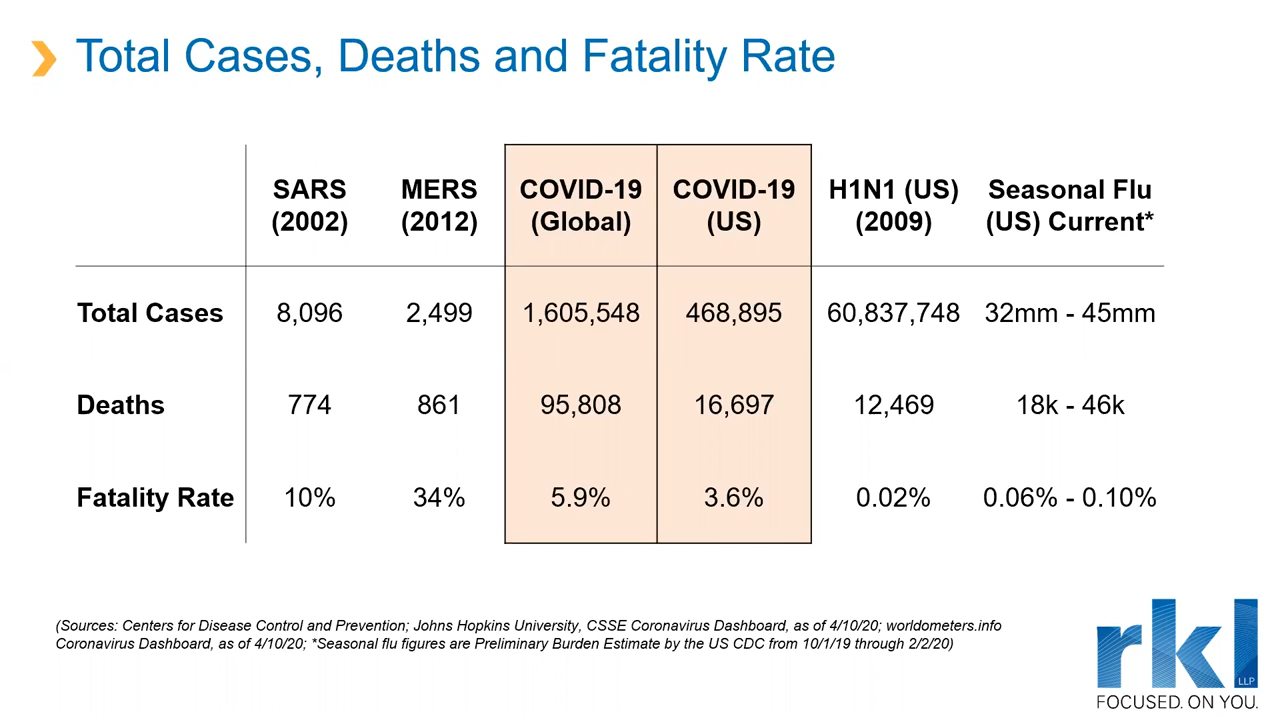 Total Cases, Deaths and Fatality Rate
SARS (2002) MERS (2012) COVID-19 (Global) COVID-19 (US) H1N1 (US) (2009) Seasonal Flu (US) Current*
Total Cases 8,096 2,499 1,605,548 468,895 60,837,748 32mm - 45mm
Deaths 774 861 95,808 16,697 12,469 18k - 46k
Fatality Rate 10% 34% 5.9% 3.6% 0.02% 0.06% - 0.10%
(Sources: Centers for Disease Control and Prevention; Johns Hopkins University, CSSE Coronavirus Dashboard, as of 4/10/20; worldometers.info
Coronavirus Dashboard, as of 4/10/20; *Seasonal flu figures are Preliminary Burden Estimate by the US CDC from 10/1/19 through 2/2/20)
rkl
LLP
FOCUSED. ON YOU.